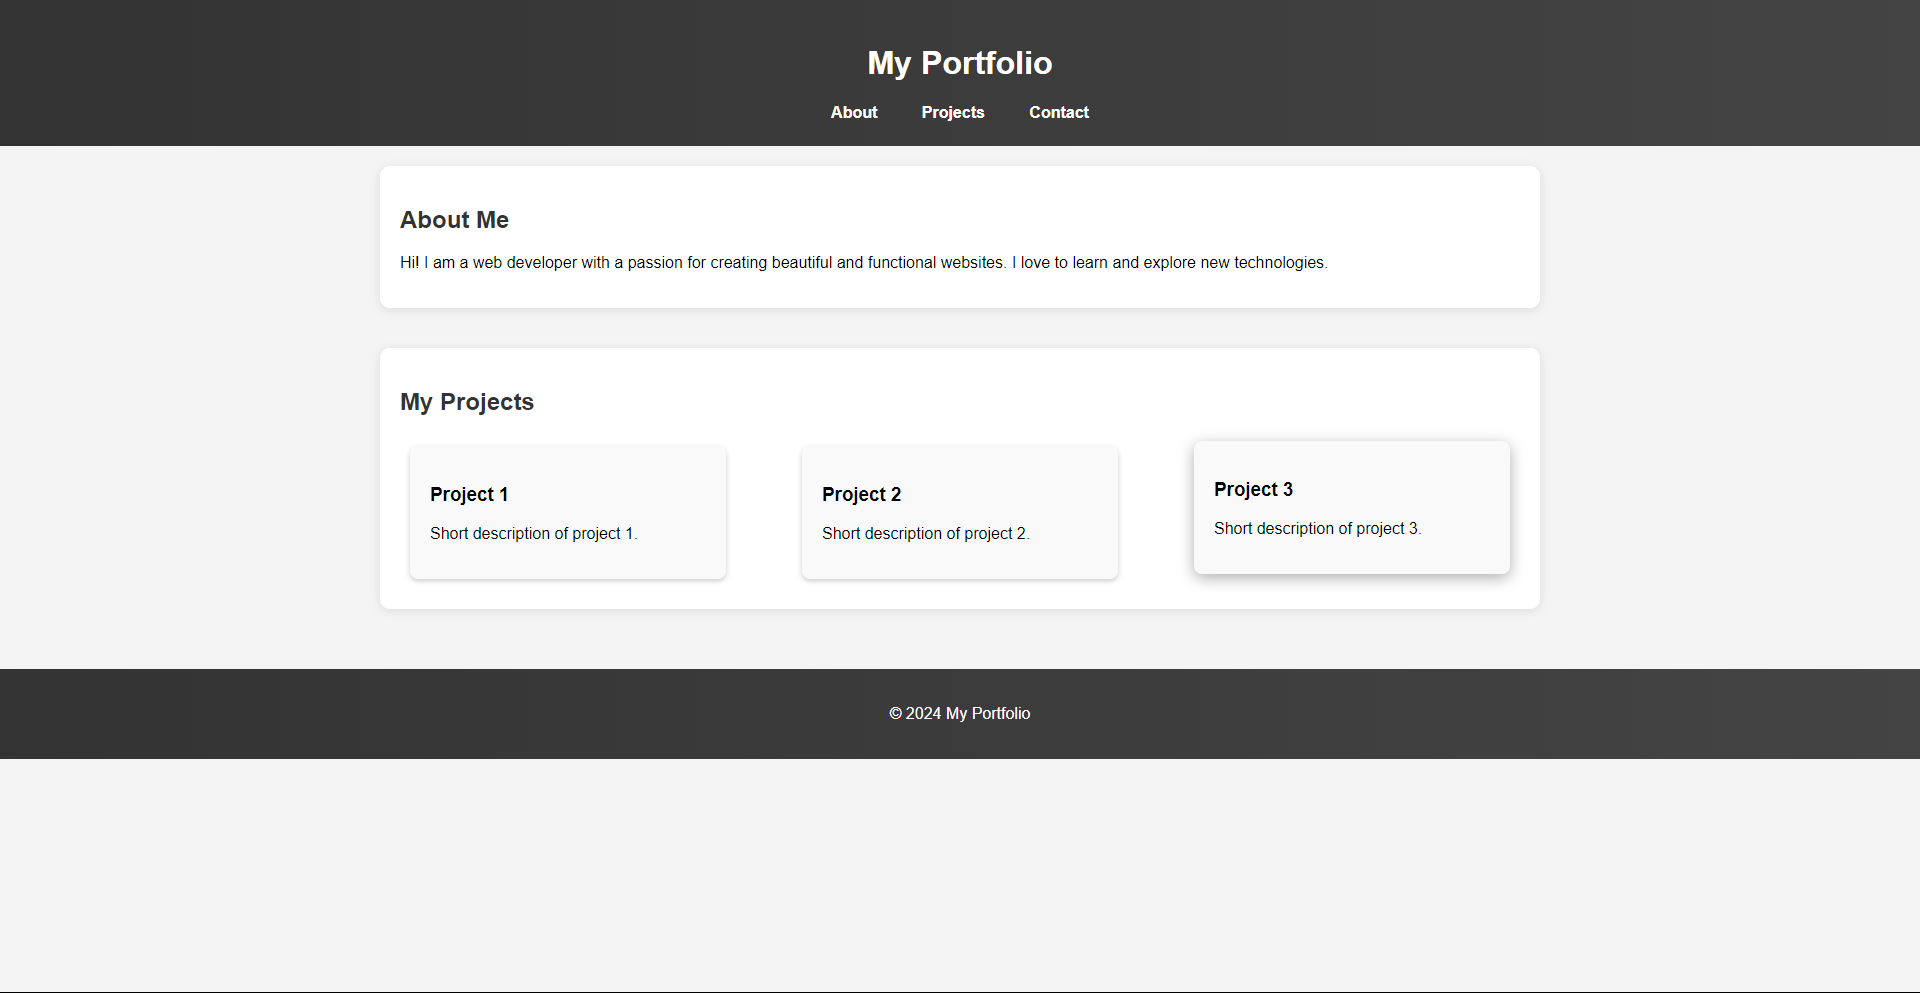 My Portfolio
About Projects Contact
About Me
Hi! I am a web developer with a passion for creating beautiful and functional websites. I love to learn and explore new technologies.
My Projects
Project 1
Short description of project 1.
Project 2
Short description of project 2.
Project 3
Short description of project 3.
© 2024 My Portfolio